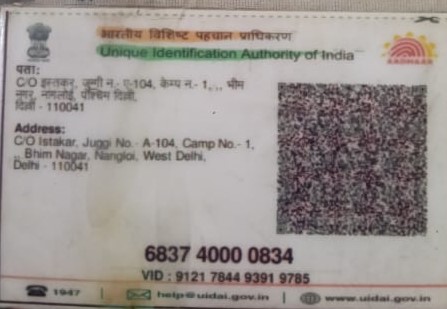 भारतीय विशिष्ट पहचान प्राधिकरण
Unique Identification Authority of India
AADHAAR
पता:
C/O इस्तकार, जुग्गी न.- ए-104, केम्प न.- 1, ., भीम
नगर, नांगलोई, पश्चिम दिल्ली,
दिल्ली - 110041
Address:
C/O Istakar, Juggi No.- A-104, Camp No.- 1,
., Bhim Nagar, Nangloi, West Delhi,
Delhi - 110041
6837 4000 0834
VID : 9121 7844 9391 9785
1947
help@uidai.gov.in
www.uidai.gov.in